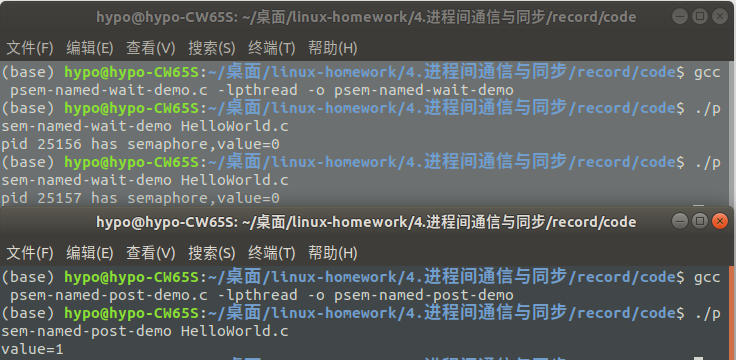 hypo@hypo-CW65S: ~/桌面/linux-homework/4.进程间通信与同步/record/code
文件(F) 编辑(E) 查看(V) 搜索(S) 终端(T) 帮助(H)
(base) hypo@hypo-CW65S:~/桌面/linux-homework/4.进程间通信与同步/record/code$ gcc
 psem-named-wait-demo.c -lpthread -o psem-named-wait-demo
(base) hypo@hypo-CW65S:~/桌面/linux-homework/4.进程间通信与同步/record/code$ ./p
sem-named-wait-demo HelloWorld.c
pid 25156 has semaphore,value=0
(base) hypo@hypo-CW65S:~/桌面/linux-homework/4.进程间通信与同步/record/code$ ./p
sem-named-wait-demo HelloWorld.c
pid 25157 has semaphore,value=0
hypo@hypo-CW65S: ~/桌面/linux-homework/4.进程间通信与同步/record/code
文件(F) 编辑(E) 查看(V) 搜索(S) 终端(T) 帮助(H)
(base) hypo@hypo-CW65S:~/桌面/linux-homework/4.进程间通信与同步/record/code$ gcc
 psem-named-post-demo.c -lpthread -o psem-named-post-demo
(base) hypo@hypo-CW65S:~/桌面/linux-homework/4.进程间通信与同步/record/code$ ./p
sem-named-post-demo HelloWorld.c
value=1